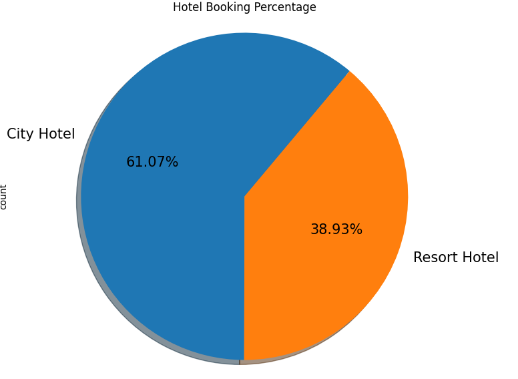 Hotel Booking Percentage
City Hotel
61.07%
count
38.93%
Resort Hotel